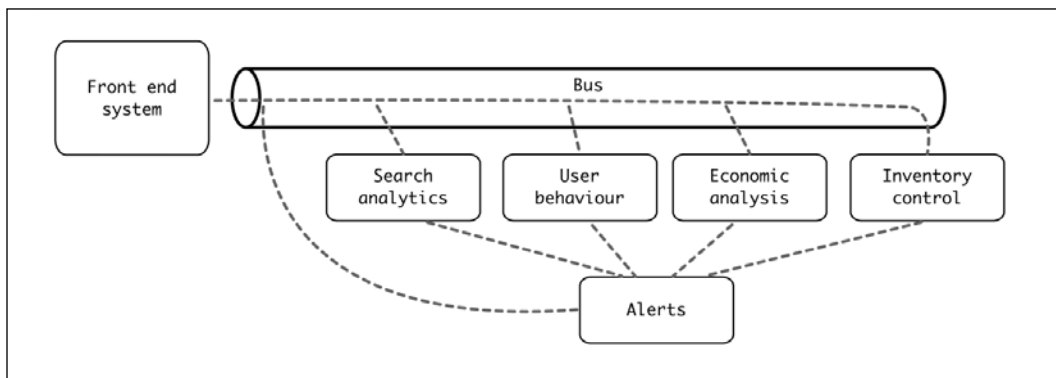 Front end
system
Bus
Search
analytics
User
behaviour
Economic
analysis
Inventory
control
Alerts